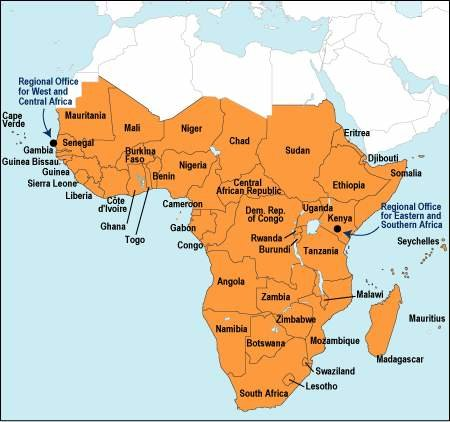 Regional Office
for West and
Central Africa
Cape
Verde
Mauritania
Mali
Niger
Chad
Sudan
Eritrea
Senegal
Gambia
Guinea Bissau
Guinea
Sierra Leone
Liberia
Côte
d'Ivoire
Ghana
Togo
Burkina
Faso
Benin
Nigeria
Cameroon
Central
African Republic
Djibouti
Somalia
Ethiopia
Gabon
Congo
Dem. Rep.
of Congo
Uganda
Kenya
Regional Office
for Eastern and
Southern Africa
Rwanda
Burundi
Tanzania
Seychelles
Angola
Zambia
Malawi
Zimbabwe
Mozambique
Mauritius
Madagascar
Namibia
Botswana
Swaziland
Lesotho
South Africa